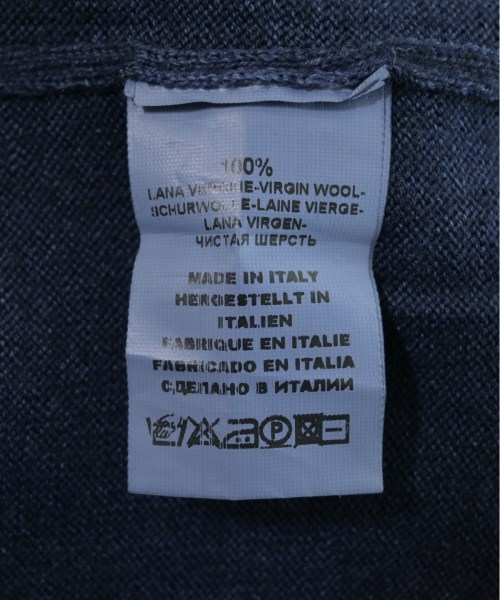 100%
LANA VERGINE-VIRGIN WOOL-
SCHURWOLLE-LAINE VIERGE-
LANA VIRGEN-
ЧИСТАЯ ШЕРСТЬ
MADE IN ITALY
HERGESTELLT IN
ITALIEN
FABRIQUE EN ITALIE
FABRICADO EN ITALIA
СДЕЛАНО В ИТАЛИИ
P